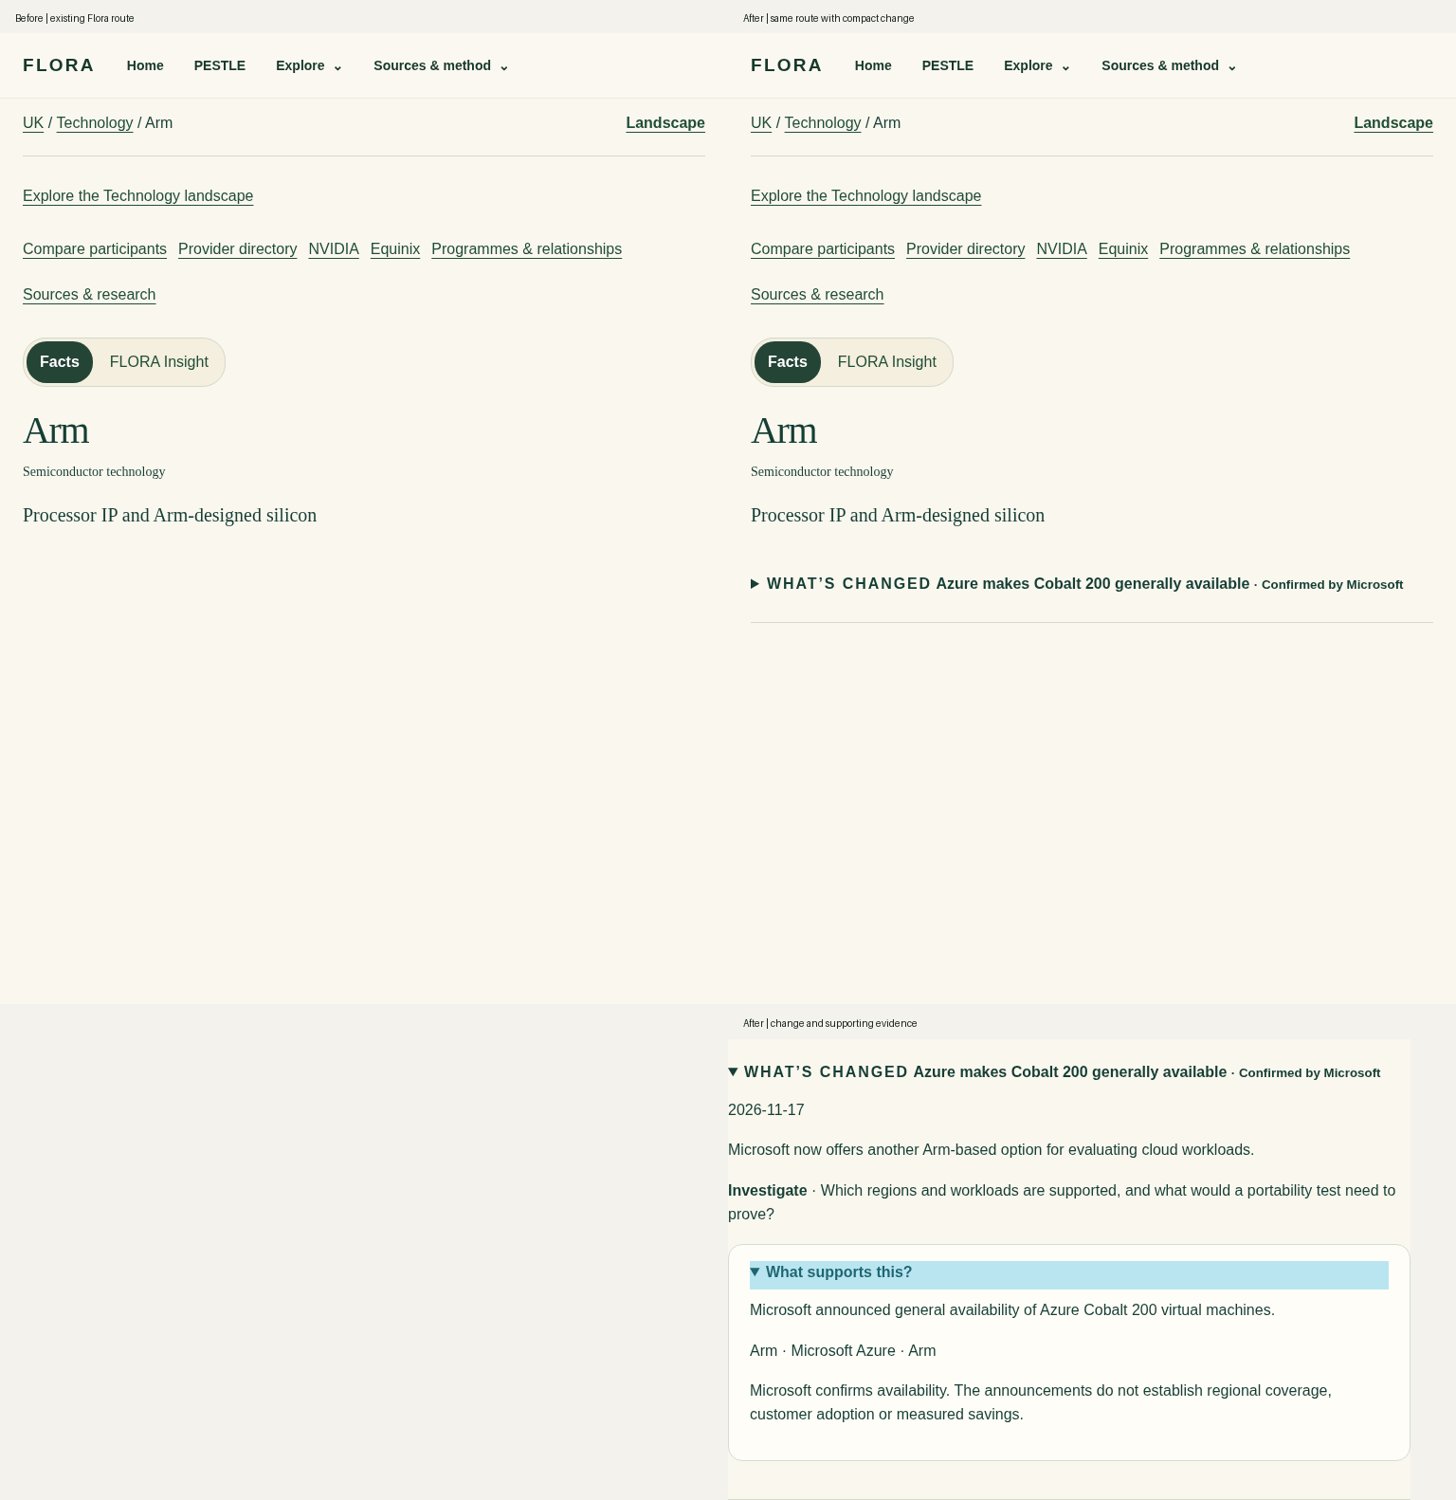 Before | existing Flora route
FLORA Home PESTLE Explore Sources & method
UK / Technology / Arm Landscape
Explore the Technology landscape
Compare participants Provider directory NVIDIA Equinix Programmes & relationships
Sources & research
Facts FLORA Insight
Arm
Semiconductor technology
Processor IP and Arm-designed silicon
After | same route with compact change
FLORA Home PESTLE Explore Sources & method
UK / Technology / Arm Landscape
Explore the Technology landscape
Compare participants Provider directory NVIDIA Equinix Programmes & relationships
Sources & research
Facts FLORA Insight
Arm
Semiconductor technology
Processor IP and Arm-designed silicon
WHAT’S CHANGED Azure makes Cobalt 200 generally available · Confirmed by Microsoft
After | change and supporting evidence
WHAT’S CHANGED Azure makes Cobalt 200 generally available · Confirmed by Microsoft
2026-11-17
Microsoft now offers another Arm-based option for evaluating cloud workloads.
Investigate · Which regions and workloads are supported, and what would a portability test need to
prove?
What supports this?
Microsoft announced general availability of Azure Cobalt 200 virtual machines.
Arm · Microsoft Azure · Arm
Microsoft confirms availability. The announcements do not establish regional coverage,
customer adoption or measured savings.